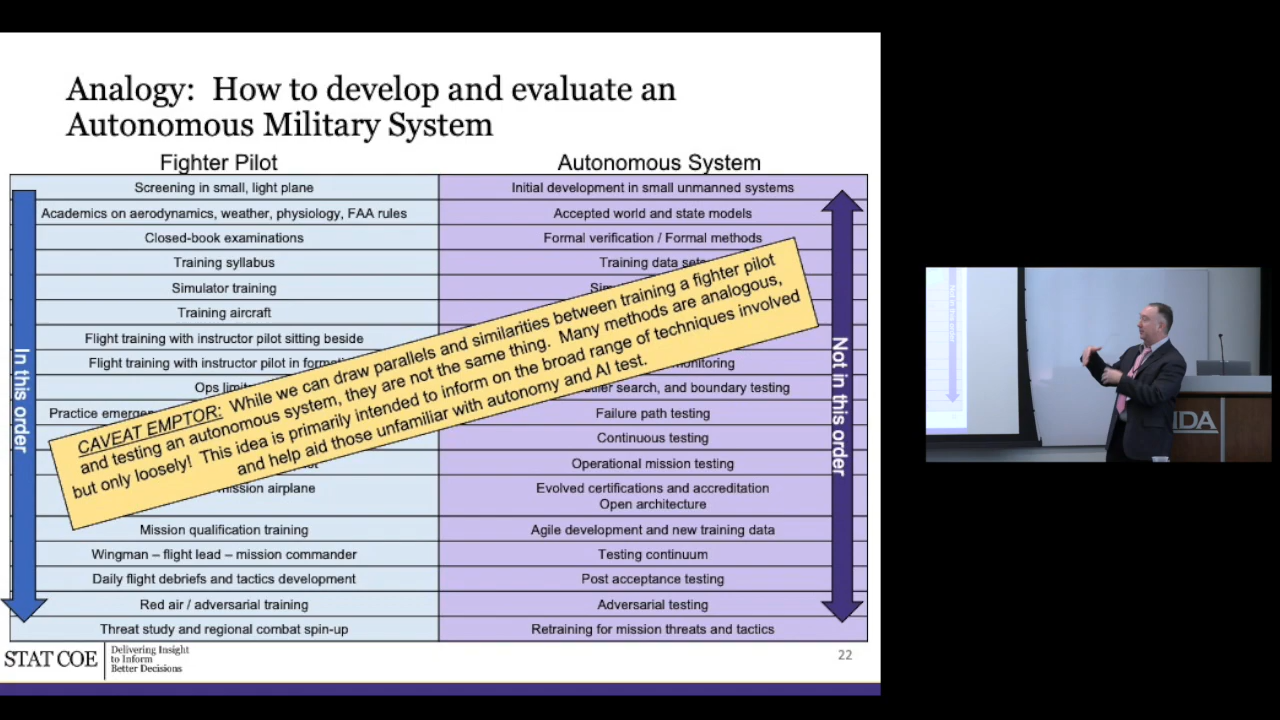 Analogy: How to develop and evaluate an
Autonomous Military System
Fighter Pilot
Autonomous System
Screening in small, light plane
Initial development in small unmanned systems
Academics on aerodynamics, weather, physiology, FAA rules
Accepted world and state models
Closed-book examinations
Formal verification / Formal methods
Training syllabus
Training data sets
Simulator training
Training aircraft
Flight training with instructor pilot sitting beside
Flight training with instructor pilot in
Ops
search, and boundary testing
Practice
Failure path testing
Continuous testing
Operational mission testing
airplane
Evolved certifications and accreditation
Open architecture
Mission qualification training
Agile development and new training data
Wingman – flight lead – mission commander
Testing continuum
Daily flight debriefs and tactics development
Post acceptance testing
Red air / adversarial training
Adversarial testing
Threat study and regional combat spin-up
Retraining for mission threats and tactics
In this order
Not in this order
CAVEAT EMPTOR: While we can draw parallels and similarities between training a fighter pilot
and testing an autonomous system, they are not the same thing. Many methods are analogous,
but only loosely! This idea is primarily intended to inform on the broad range of techniques involved
and help aid those unfamiliar with autonomy and AI test.
STAT COE
Delivering Insight
to Inform
Better Decisions
22
IDA